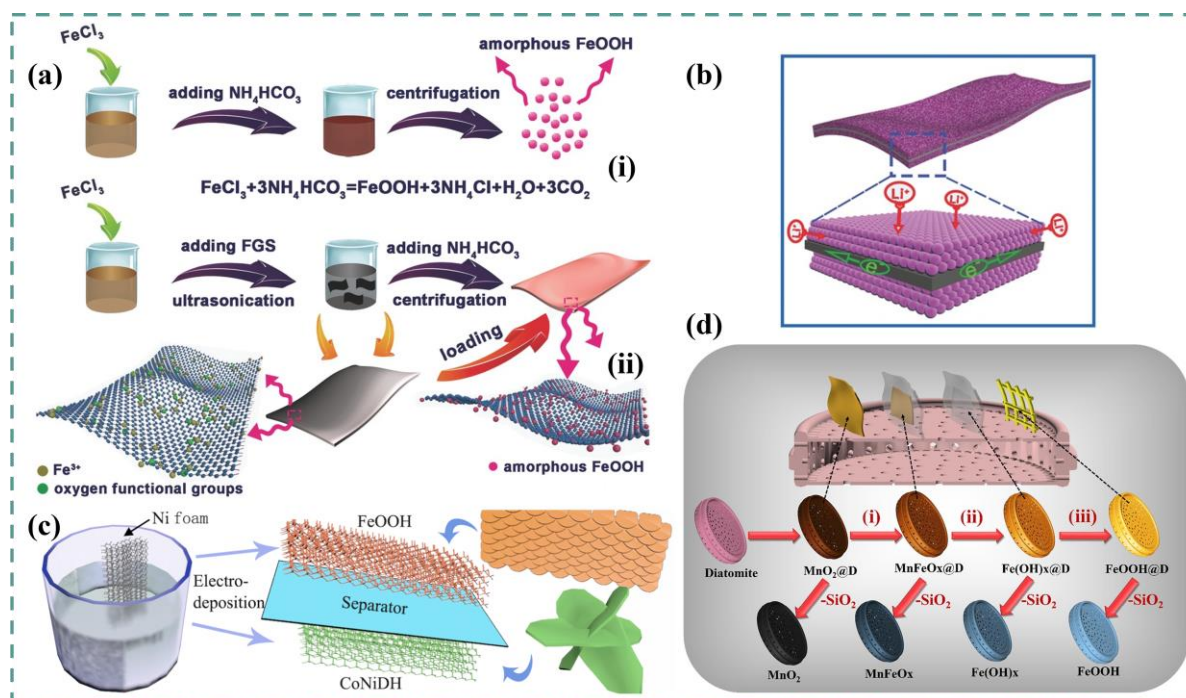 (a)
FeCl₃
adding NH₄HCO₃
centrifugation
amorphous FeOOH
(i)
FeCl₃+3NH₄HCO₃=FeOOH+3NH₄Cl+H₂O+3CO₂
FeCl₃
adding FGS
ultrasonication
adding NH₄HCO₃
centrifugation
loading
(ii)
Fe³⁺
oxygen functional groups
amorphous FeOOH
(b)
Li⁺
Li⁺
Li⁺
Li⁺
e⁻
e⁻
(c)
Ni foam
Electro-
deposition
FeOOH
Separator
CoNiDH
(d)
Diatomite
MnO₂@D
(i)
MnFeOx@D
(ii)
Fe(OH)x@D
(iii)
FeOOH@D
-SiO₂
-SiO₂
-SiO₂
-SiO₂
MnO₂
MnFeOx
Fe(OH)x
FeOOH